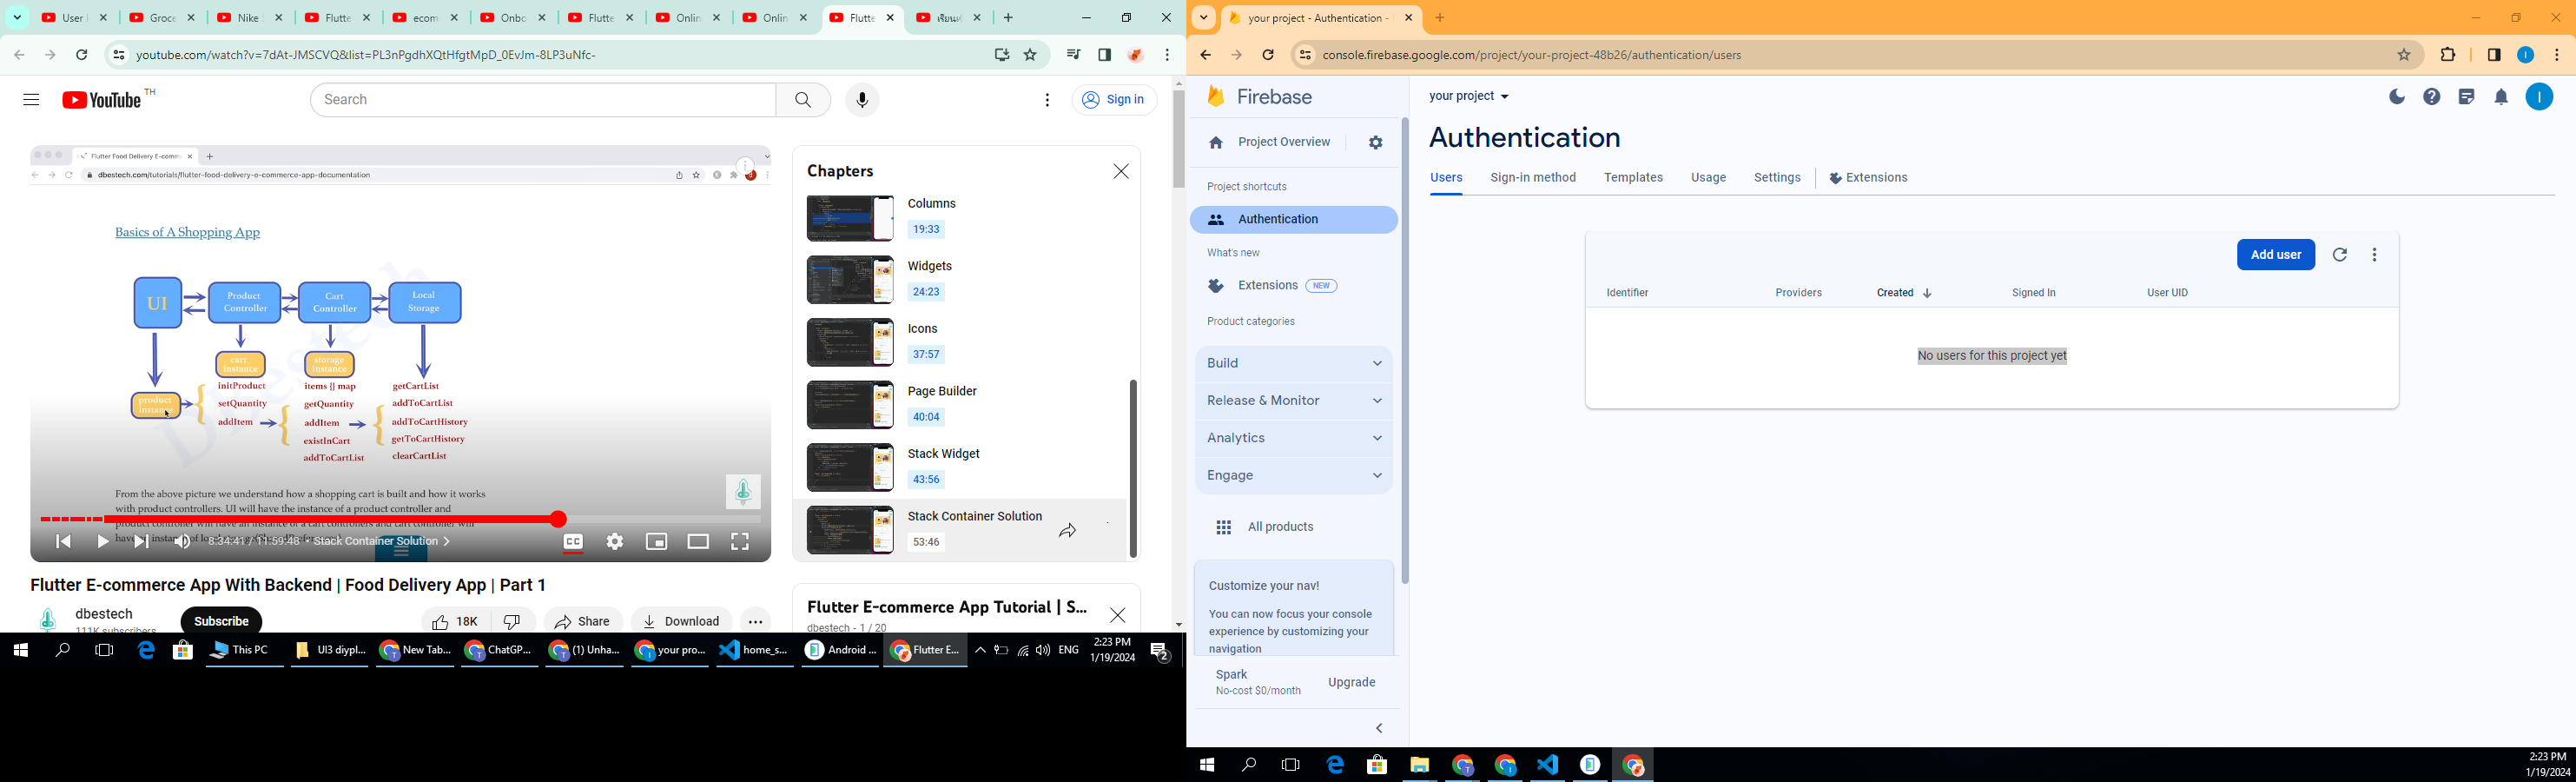 User
Groce
Nike
Flutte
ecom
Onbo
Flutte
Onlin
Onlin
Flutte
youtube.com/watch?v=7dAt-JMSCVQ&list=PL3nPgdhXQtHfgtMpD_0EvJm-8LP3uNfc-
YouTube TH
Search
Sign in
Flutter Food Delivery E-comm
dbestech.com/tutorials/flutter-food-delivery-e-commerce-app-documentation
Basics of A Shopping App
UI
Product Controller
Cart Controller
Local Storage
cart instance
storage instance
product instance
initProduct
setQuantity
addItem
items {} map
getQuantity
addItem
existInCart
addToCartList
getCartList
addToCartList
addToCartHistory
getToCartHistory
clearCartList
Dbestech
From the above picture we understand how a shopping cart is built and how it works
with product controllers. UI will have the instance of a product controller and
8:34:41 / 11:59:48 • Stack Container Solution
CC
Chapters
Columns
19:33
Widgets
24:23
Icons
37:57
Page Builder
40:04
Stack Widget
43:56
Stack Container Solution
53:46
Flutter E-commerce App With Backend | Food Delivery App | Part 1
dbestech
111K subscribers
Subscribe
18K
Share
Download
Flutter E-commerce App Tutorial | S...
dbestech - 1 / 20
This PC
UI3 diypl...
New Tab...
ChatGP...
(1) Unha...
your pro...
home_s...
Android ...
Flutter E...
ENG
2:23 PM
1/19/2024
2
your project - Authentication -
console.firebase.google.com/project/your-project-48b26/authentication/users
Firebase
Project Overview
Project shortcuts
Authentication
What's new
Extensions NEW
Product categories
Build
Release & Monitor
Analytics
Engage
All products
Customize your nav!
You can now focus your console
experience by customizing your
navigation
Spark
No-cost $0/month
Upgrade
your project
I
Authentication
Users
Sign-in method
Templates
Usage
Settings
Extensions
Add user
Identifier
Providers
Created
Signed In
User UID
No users for this project yet
2:23 PM
1/19/2024